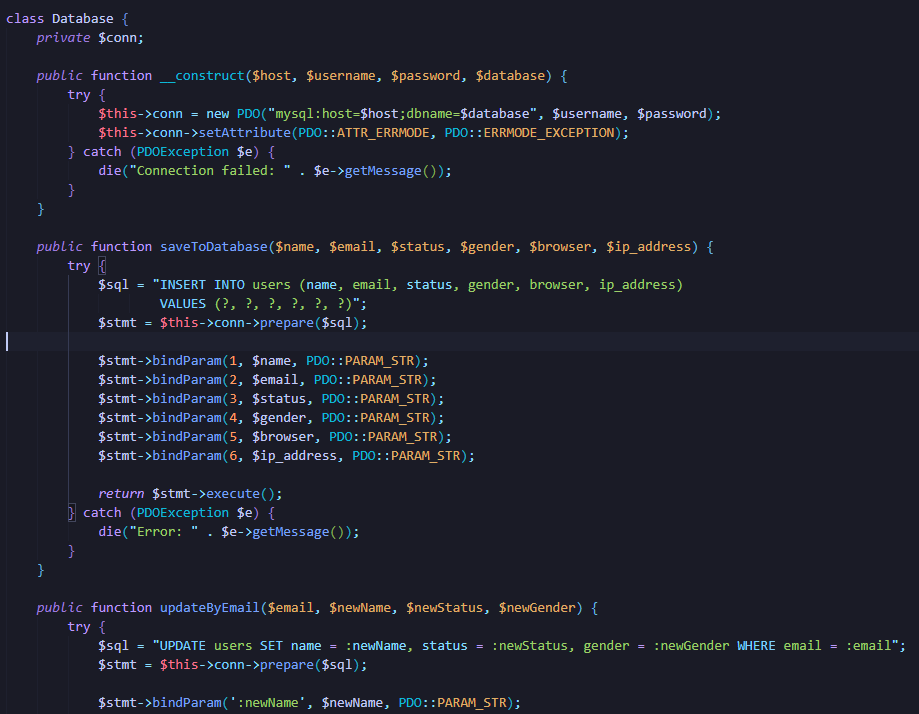 class Database {
    private $conn;

    public function __construct($host, $username, $password, $database) {
        try {
            $this->conn = new PDO("mysql:host=$host;dbname=$database", $username, $password);
            $this->conn->setAttribute(PDO::ATTR_ERRMODE, PDO::ERRMODE_EXCEPTION);
        } catch (PDOException $e) {
            die("Connection failed: " . $e->getMessage());
        }
    }

    public function saveToDatabase($name, $email, $status, $gender, $browser, $ip_address) {
        try {
            $sql = "INSERT INTO users (name, email, status, gender, browser, ip_address)
                    VALUES (?, ?, ?, ?, ?, ?)";
            $stmt = $this->conn->prepare($sql);

            $stmt->bindParam(1, $name, PDO::PARAM_STR);
            $stmt->bindParam(2, $email, PDO::PARAM_STR);
            $stmt->bindParam(3, $status, PDO::PARAM_STR);
            $stmt->bindParam(4, $gender, PDO::PARAM_STR);
            $stmt->bindParam(5, $browser, PDO::PARAM_STR);
            $stmt->bindParam(6, $ip_address, PDO::PARAM_STR);

            return $stmt->execute();
        } catch (PDOException $e) {
            die("Error: " . $e->getMessage());
        }
    }

    public function updateByEmail($email, $newName, $newStatus, $newGender) {
        try {
            $sql = "UPDATE users SET name = :newName, status = :newStatus, gender = :newGender WHERE email = :email";
            $stmt = $this->conn->prepare($sql);

            $stmt->bindParam(':newName', $newName, PDO::PARAM_STR);